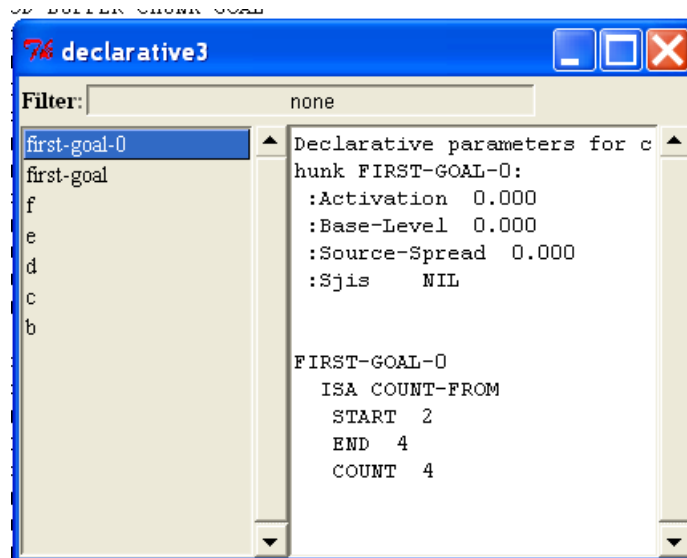 declarative3
Filter: none
first-goal-0
first-goal
f
e
d
c
b
Declarative parameters for c
hunk FIRST-GOAL-0:
:Activation 0.000
:Base-Level 0.000
:Source-Spread 0.000
:Sjis NIL
FIRST-GOAL-0
ISA COUNT-FROM
START 2
END 4
COUNT 4